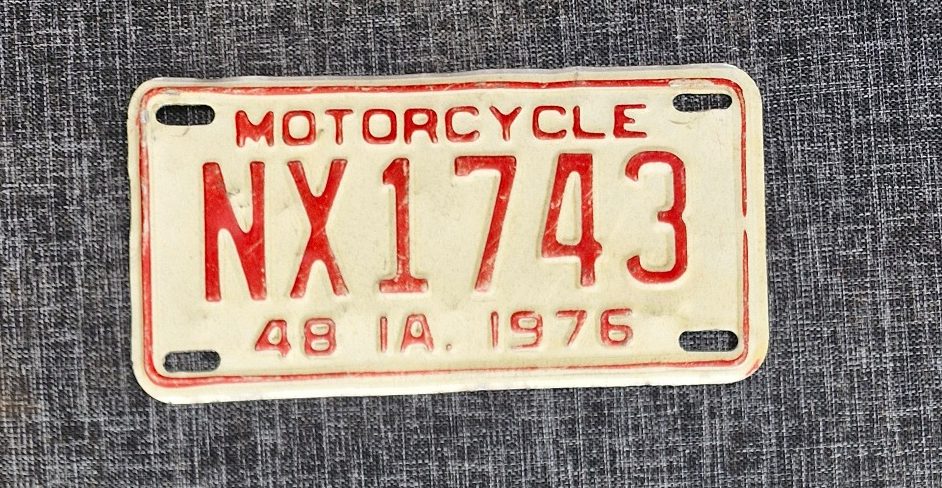 MOTORCYCLE
NX1743
48 IA. 1976